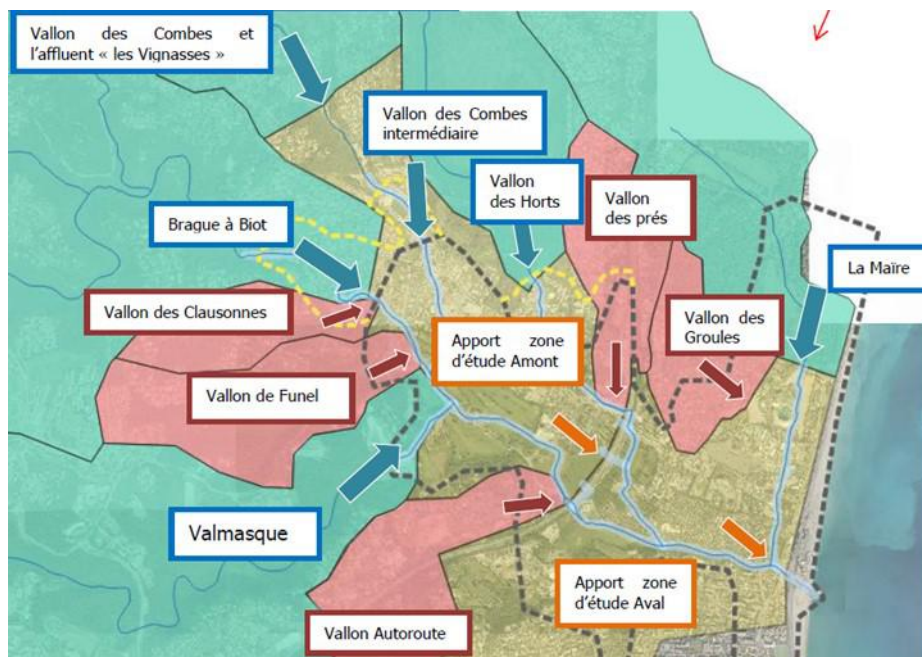 Vallon des Combes et
l'affluent « les Vignasses »
Vallon des Combes
intermédiaire
Vallon
des Horts
Vallon
des prés
Brague à Biot
La Maïre
Vallon des Clausonnes
Apport zone
d'étude Amont
Vallon des
Groules
Vallon de Funel
Valmasque
Apport zone
d'étude Aval
Vallon Autoroute